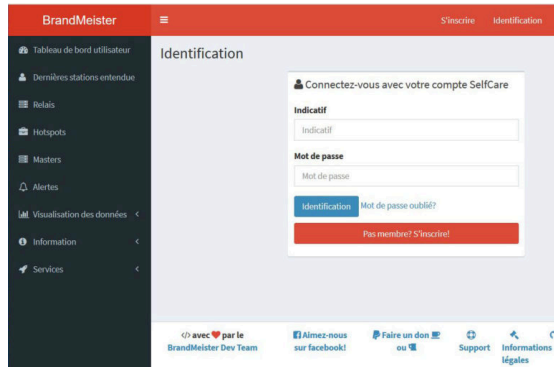 BrandMeister
S'inscrire Identification
Tableau de bord utilisateur
Dernières stations entendue
Relais
Hotspots
Masters
Alertes
Visualisation des données
Information
Services
Identification
Connectez-vous avec votre compte SelfCare
Indicatif
Indicatif
Mot de passe
Mot de passe
Identification Mot de passe oublié?
Pas membre? S'inscrire!
</> avec par le
BrandMeister Dev Team
Aimez-nous
sur facebook!
Faire un don
ou
Support
Informations
légales